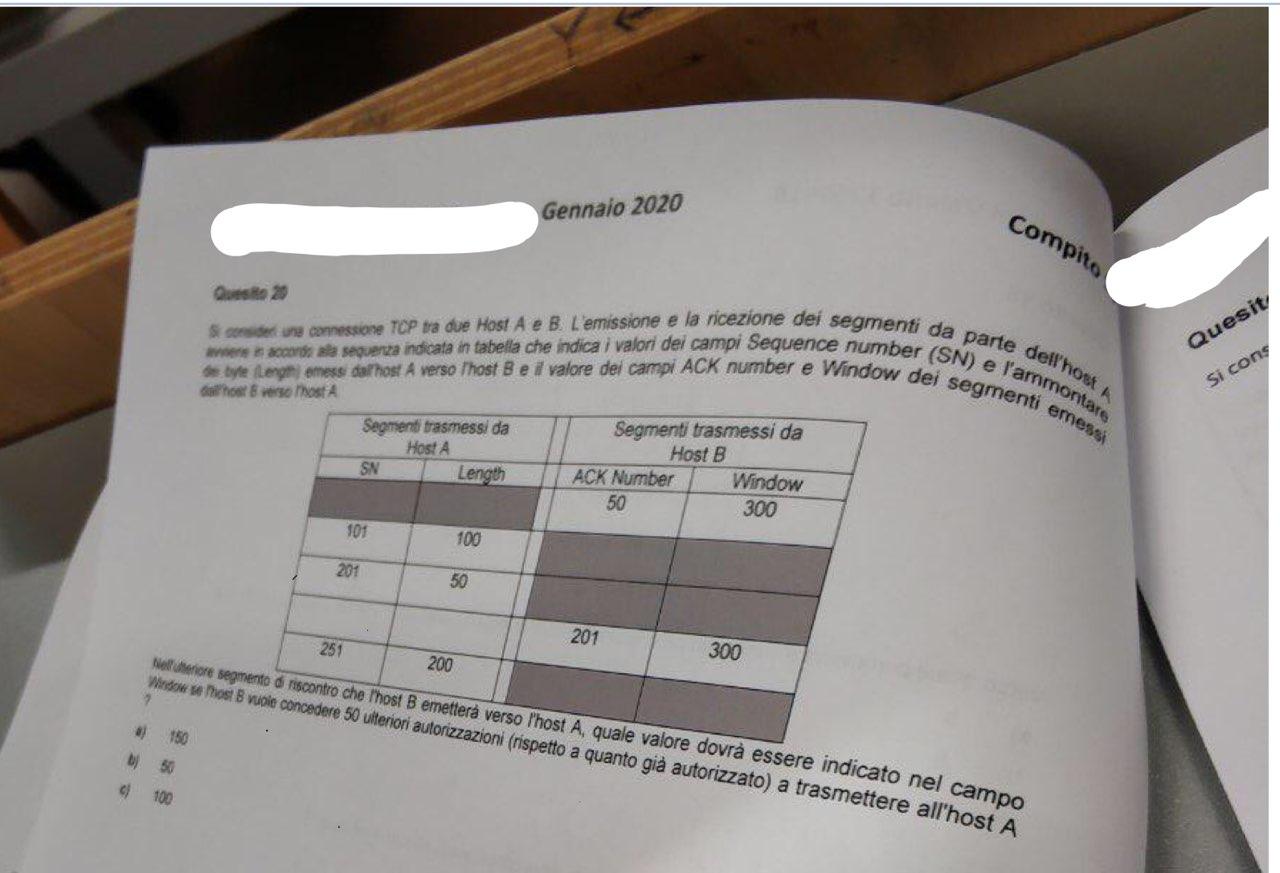 Gennaio 2020
Compito
Quesito 20
Si consideri una connessione TCP tra due Host A e B. L'emissione e la ricezione dei segmenti da parte dell'host A
avviene in accordo alla sequenza indicata in tabella che indica i valori dei campi Sequence number (SN) e l'ammontare
dei byte (Length) emessi dall'host A verso l'host B e il valore dei campi ACK number e Window dei segmenti emessi
dall'host B verso l'host A
Segmenti trasmessi da
Host A
Segmenti trasmessi da
Host B
SN Length ACK Number Window
50 300
101 100
201 50
201 300
251 200
Nell'ulteriore segmento di riscontro che l'host B emetterà verso l'host A, quale valore dovrà essere indicato nel campo
Window se l'host B vuole concedere 50 ulteriori autorizzazioni (rispetto a quanto già autorizzato) a trasmettere all'host A
?
a) 150
b) 50
c) 100
Si